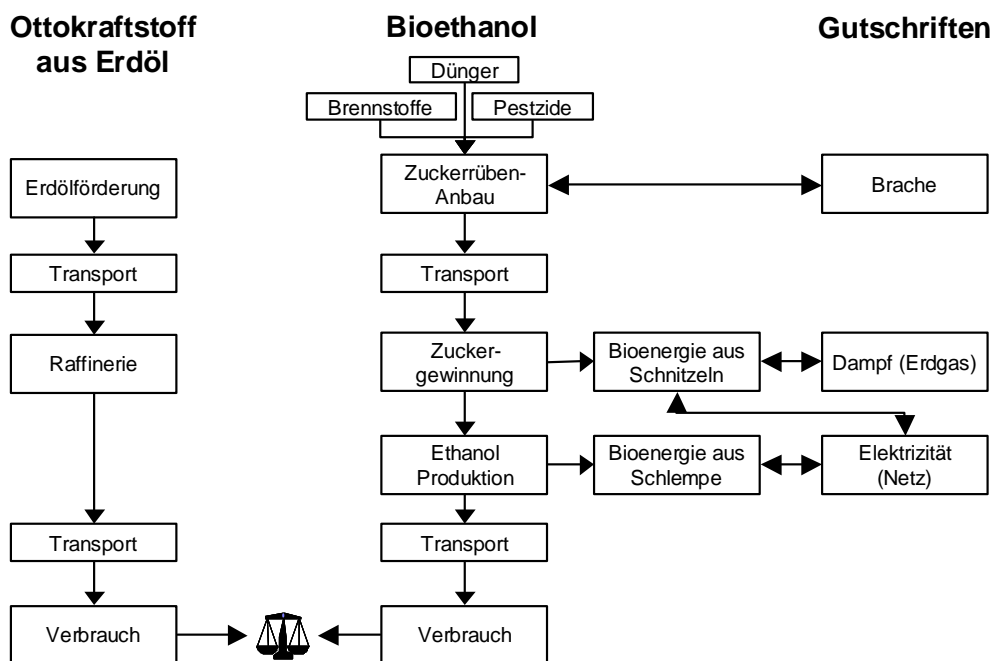 Ottokraftstoff
aus Erdöl
Bioethanol
Gutschriften
Dünger
Brennstoffe
Pestzide
Erdölförderung
Zuckerrüben-
Anbau
Brache
Transport
Transport
Raffinerie
Zucker-
gewinnung
Bioenergie aus
Schnitzeln
Dampf (Erdgas)
Ethanol
Produktion
Bioenergie aus
Schlempe
Elektrizität
(Netz)
Transport
Transport
Verbrauch
Verbrauch